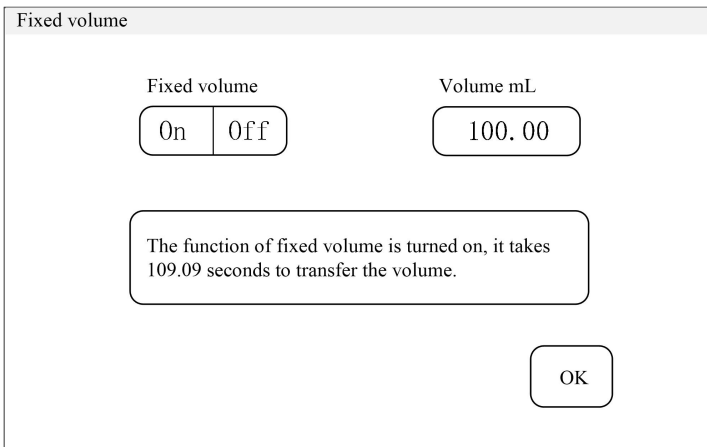 Fixed volume
Fixed volume
Volume mL
On
Off
100.00
The function of fixed volume is turned on, it takes
109.09 seconds to transfer the volume.
OK